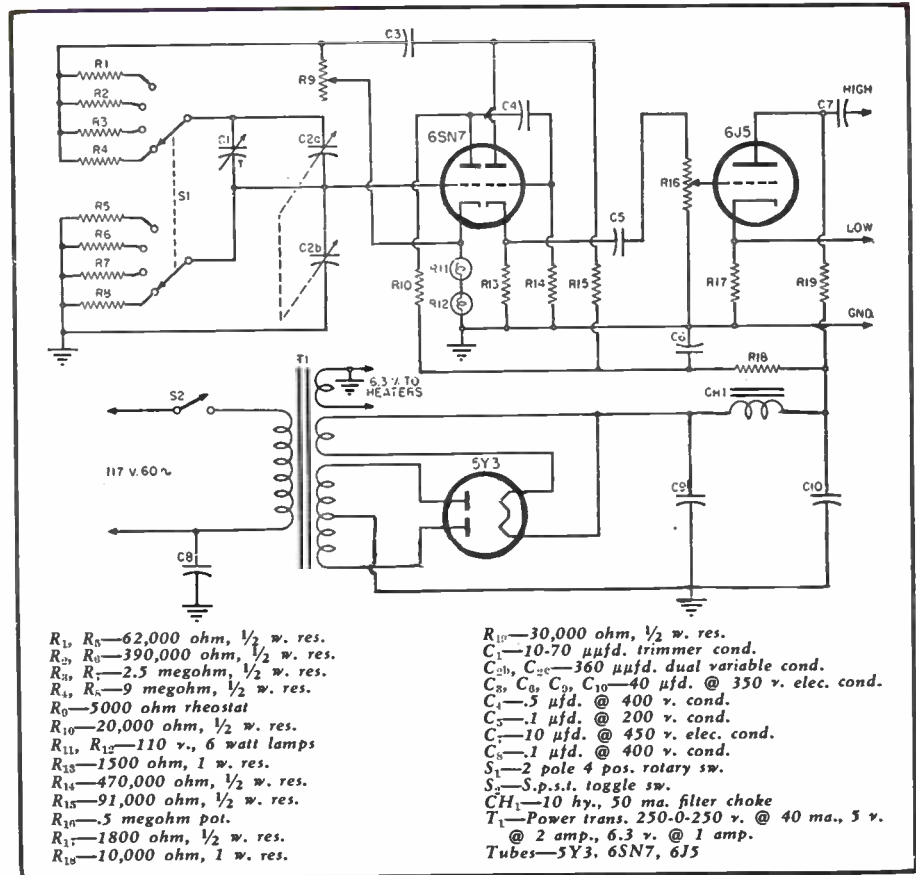 C3
R1
R2
R3
R4
R9
C1
T
C2c
C2b
S1
R5
R6
R7
R8
6SN7
C4
C5
R10
R11
R12
R13
R14
R15
6J5
R16
C7
HIGH
LOW
GND.
R17
R19
C6
R18
T1
6.3 V. TO
HEATERS
S2
117 V. 60 ~
C8
5Y3
CH1
C9
C10
R₁, R₅—62,000 ohm, ½ w. res.
R₂, R₆—390,000 ohm, ½ w. res.
R₃, R₇—2.5 megohm, ½ w. res.
R₄, R₈—9 megohm, ½ w. res.
R₉—5000 ohm rheostat
R₁₀—20,000 ohm, ½ w. res.
R₁₁, R₁₂—110 v., 6 watt lamps
R₁₃—1500 ohm, 1 w. res.
R₁₄—470,000 ohm, ½ w. res.
R₁₅—91,000 ohm, ½ w. res.
R₁₆—.5 megohm pot.
R₁₇—1800 ohm, ½ w. res.
R₁₈—10,000 ohm, 1 w. res.
R₁₉—30,000 ohm, ½ w. res.
C₁—10-70 μμfd. trimmer cond.
C₂b, C₂c—360 μμfd. dual variable cond.
C₃, C₆, C₉, C₁₀—40 μfd. @ 350 v. elec. cond.
C₄—.5 μfd. @ 400 v. cond.
C₅—.1 μfd. @ 200 v. cond.
C₇—10 μfd. @ 450 v. elec. cond.
C₈—.1 μfd. @ 400 v. cond.
S₁—2 pole 4 pos. rotary sw.
S₂—S.p.s.t. toggle sw.
CH₁—10 hy., 50 ma. filter choke
T₁—Power trans. 250-0-250 v. @ 40 ma., 5 v.
@ 2 amp., 6.3 v. @ 1 amp.
Tubes—5Y3, 6SN7, 6J5